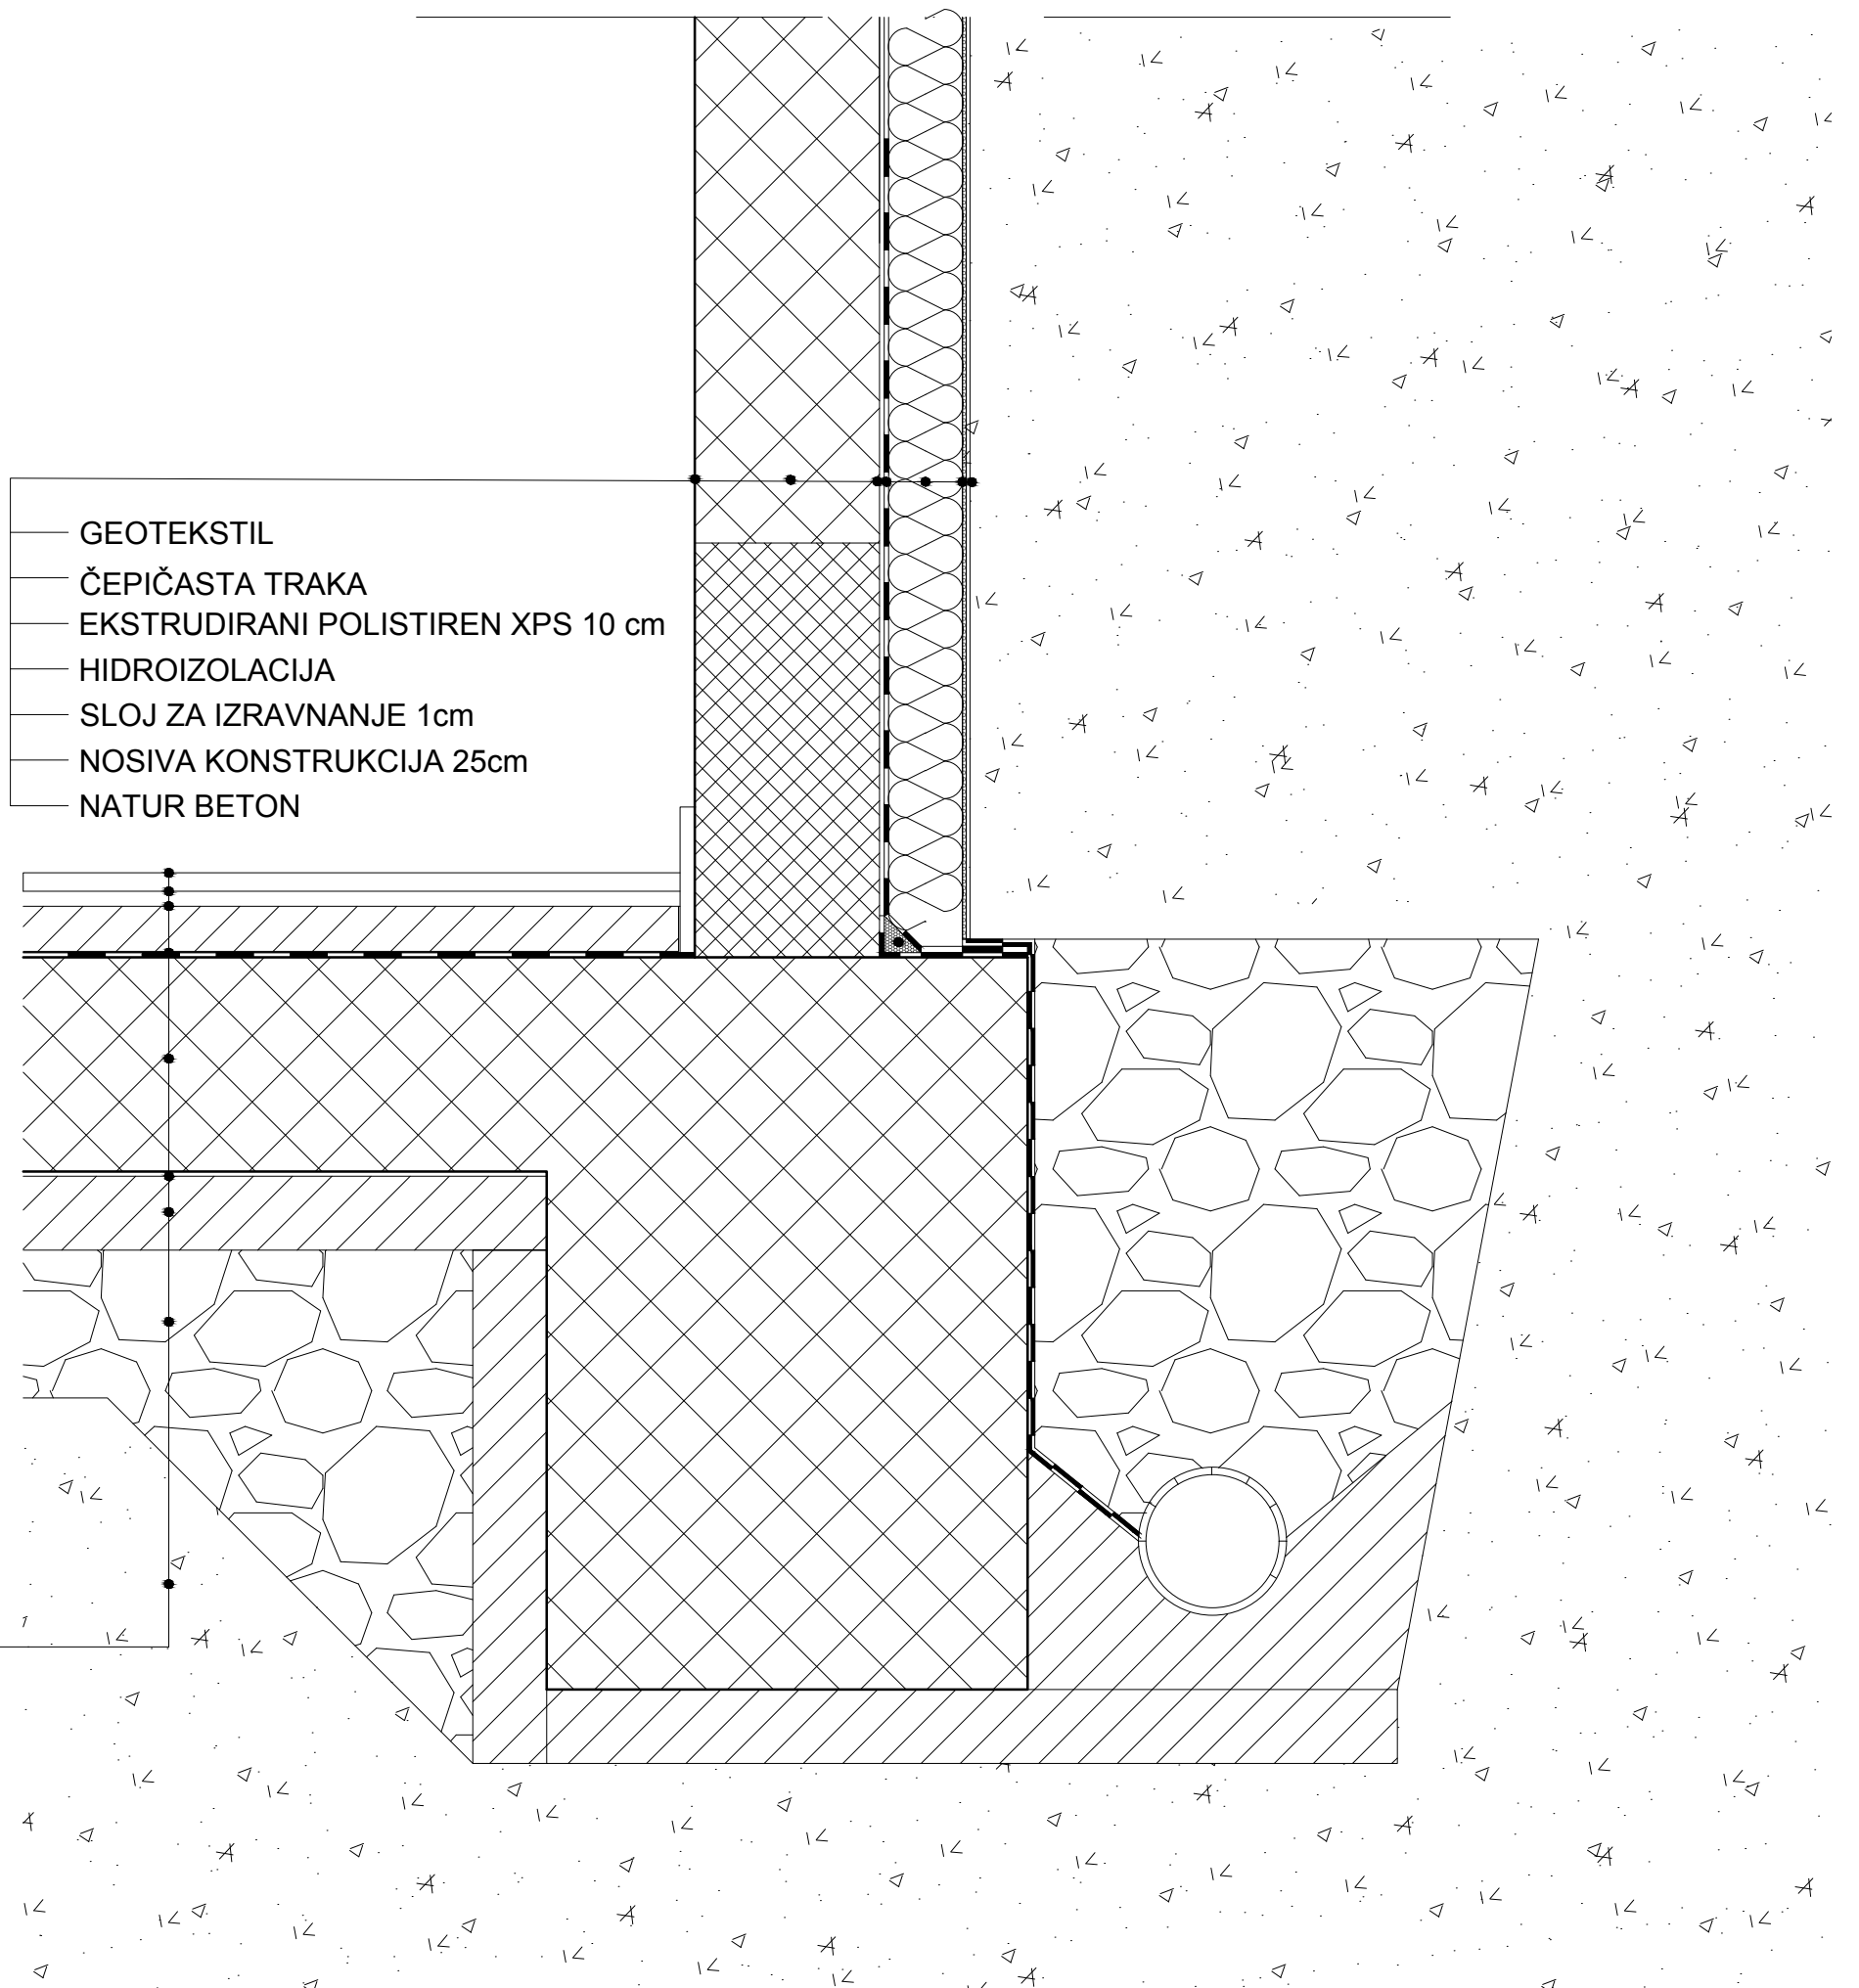 GEOTEKSTIL
ČEPIČASTA TRAKA
EKSTRUDIRANI POLISTIREN XPS 10 cm
HIDROIZOLACIJA
SLOJ ZA IZRAVNANJE 1cm
NOSIVA KONSTRUKCIJA 25cm
NATUR BETON